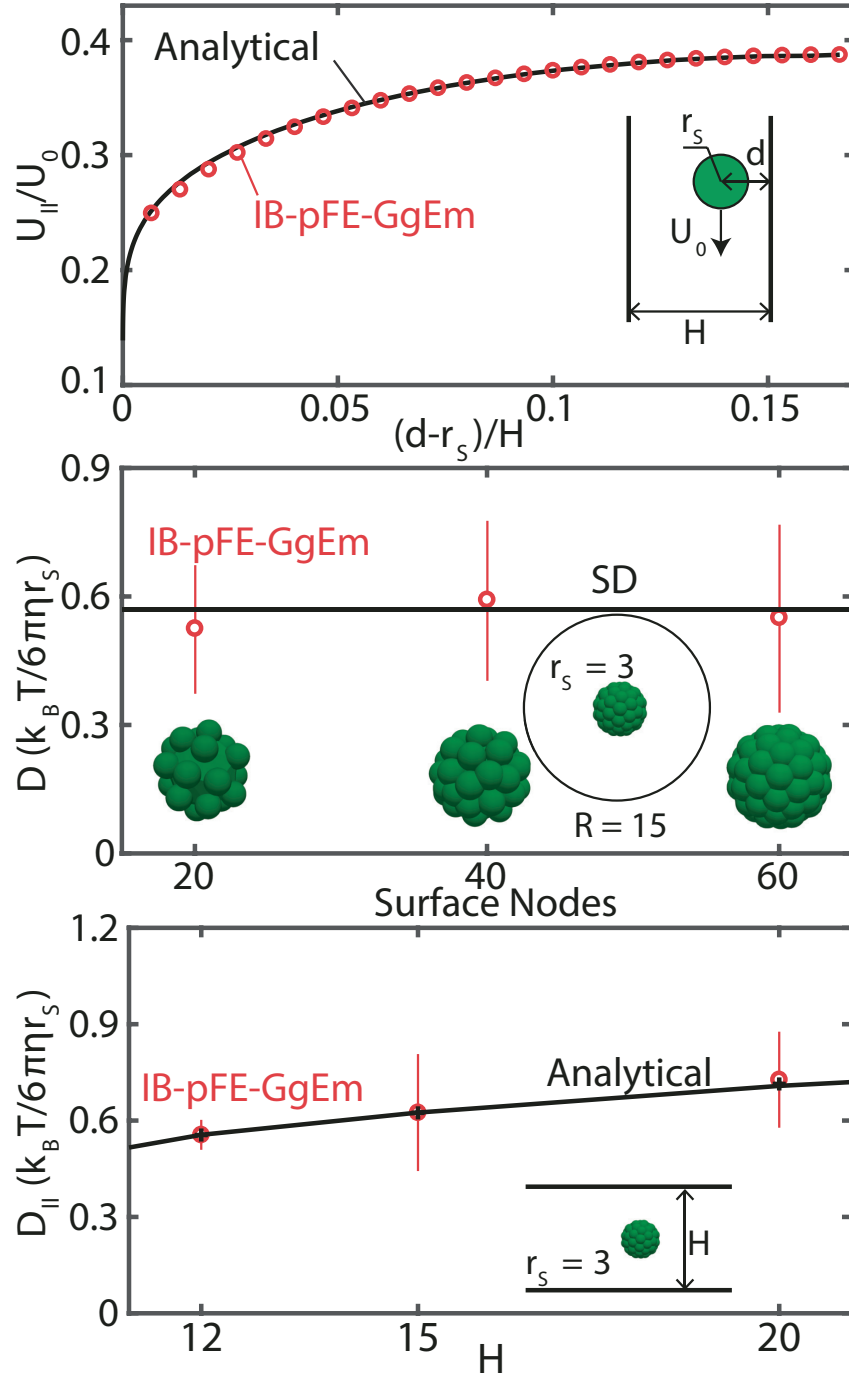 0.4
0.3
0.2
0.1
U||/U0
Analytical
IB-pFE-GgEm
rS
d
U0
H
0
0.05
0.1
0.15
(d-rS)/H
0.9
0.6
0.3
0
D (kBT/6πηrS)
IB-pFE-GgEm
SD
rS = 3
R = 15
20
40
60
Surface Nodes
1.2
0.9
0.6
0.3
0
D|| (kBT/6πηrS)
IB-pFE-GgEm
Analytical
H
rS = 3
12
15
20
H